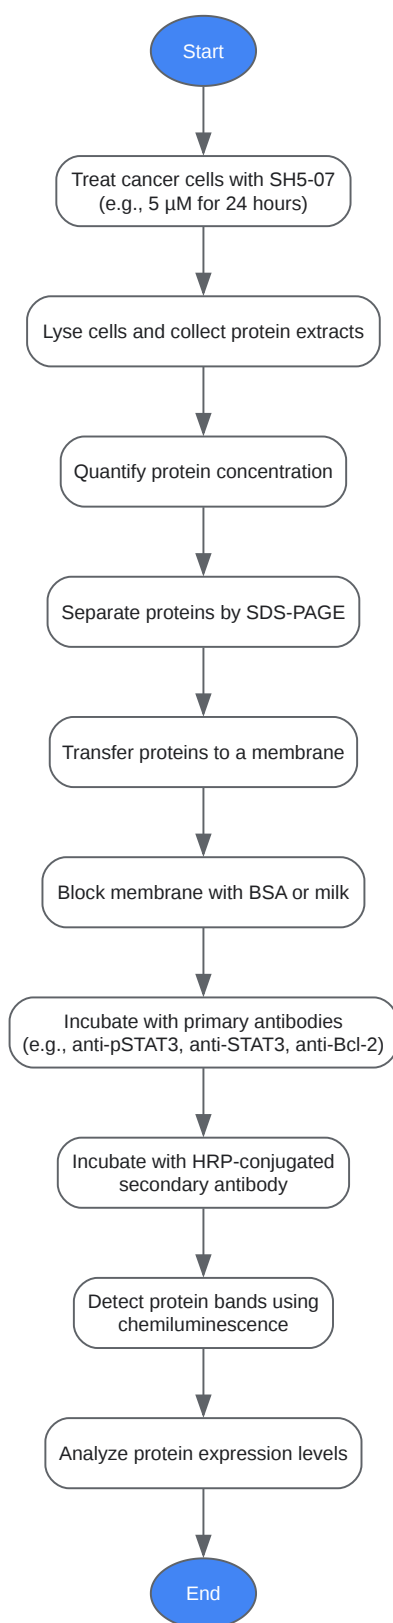 Start
Treat cancer cells with SH5-07
(e.g., 5 µM for 24 hours)
Lyse cells and collect protein extracts
Quantify protein concentration
Separate proteins by SDS-PAGE
Transfer proteins to a membrane
Block membrane with BSA or milk
Incubate with primary antibodies
(e.g., anti-pSTAT3, anti-STAT3, anti-Bcl-2)
Incubate with HRP-conjugated
secondary antibody
Detect protein bands using
chemiluminescence
Analyze protein expression levels
End